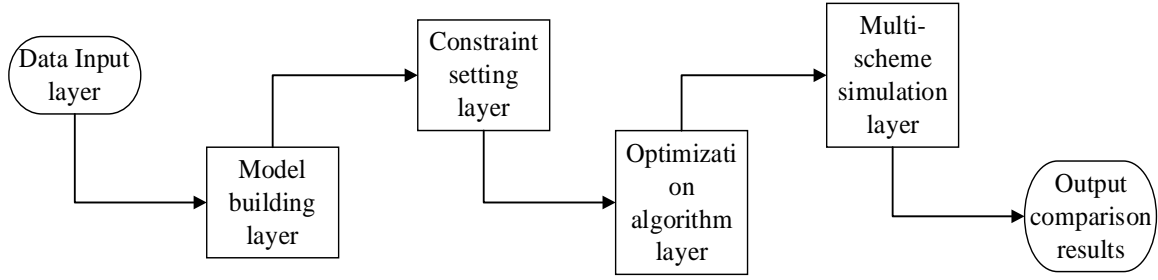 Data Input
layer
Model
building
layer
Constraint
setting
layer
Optimizati
on
algorithm
layer
Multi-
scheme
simulation
layer
Output
comparison
results